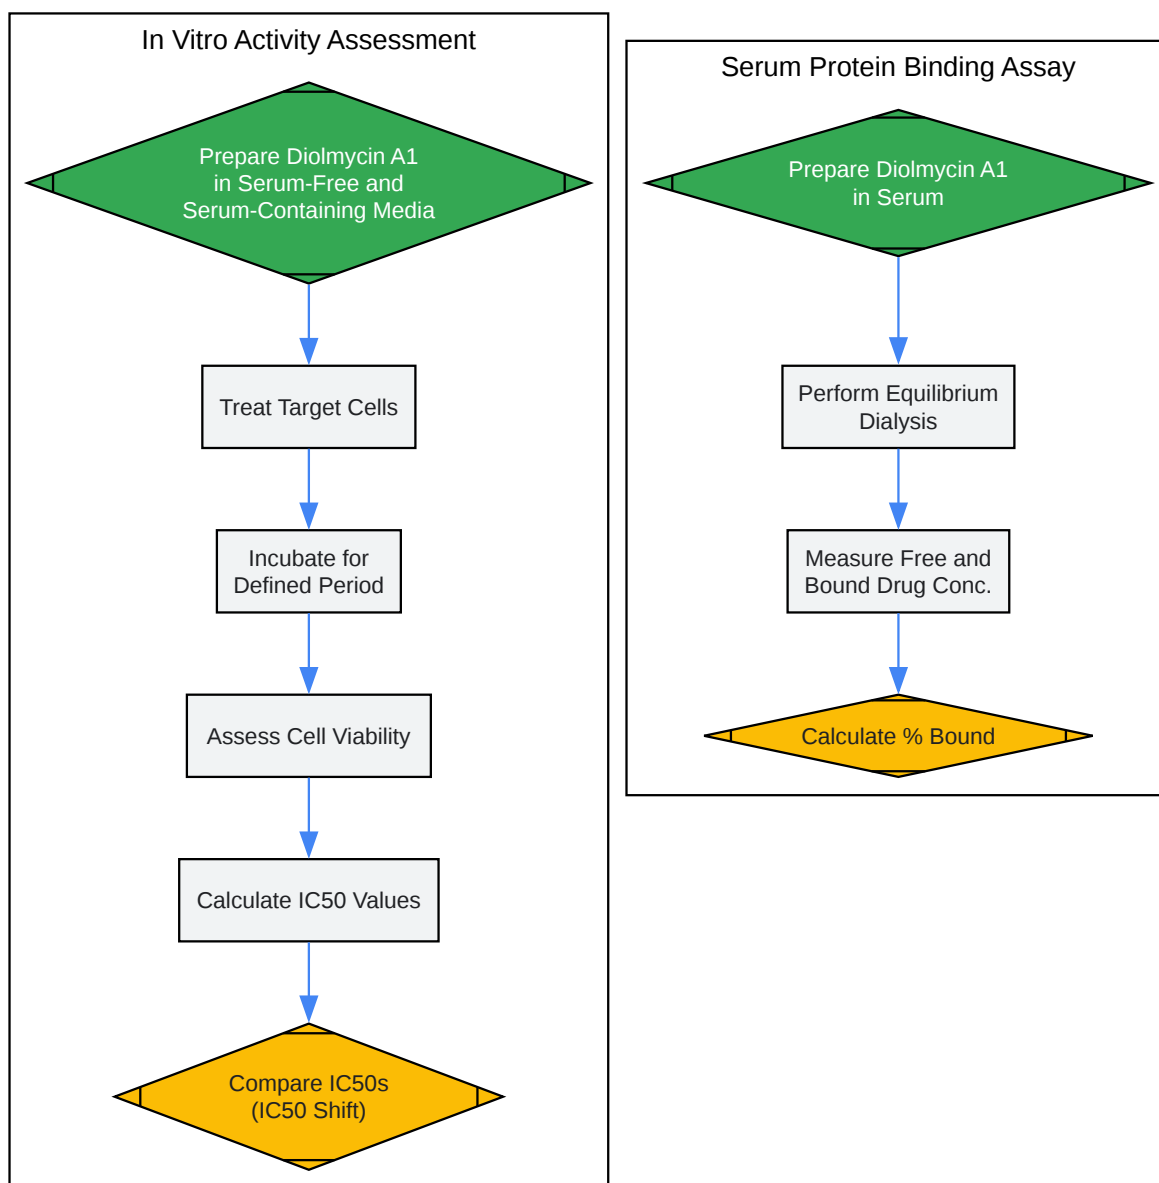 In Vitro Activity Assessment
Prepare Diolmycin A1
in Serum-Free and
Serum-Containing Media
Treat Target Cells
Incubate for
Defined Period
Assess Cell Viability
Calculate IC50 Values
Compare IC50s
(IC50 Shift)
Serum Protein Binding Assay
Prepare Diolmycin A1
in Serum
Perform Equilibrium
Dialysis
Measure Free and
Bound Drug Conc.
Calculate % Bound